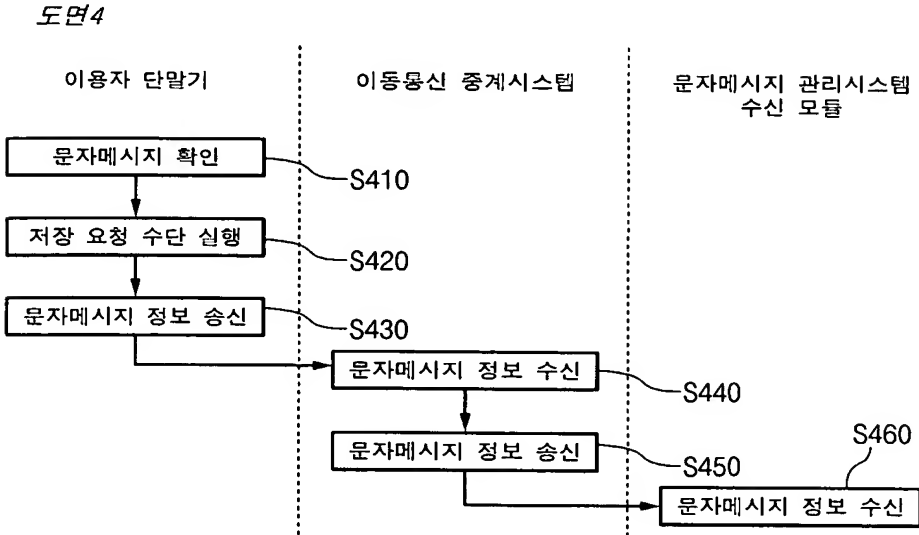 도면4
이용자 단말기
이동통신 중계시스템
문자메시지 관리시스템
수신 모듈
문자메시지 확인
S410
저장 요청 수단 실행
S420
문자메시지 정보 송신
S430
문자메시지 정보 수신
S440
문자메시지 정보 송신
S450
S460
문자메시지 정보 수신